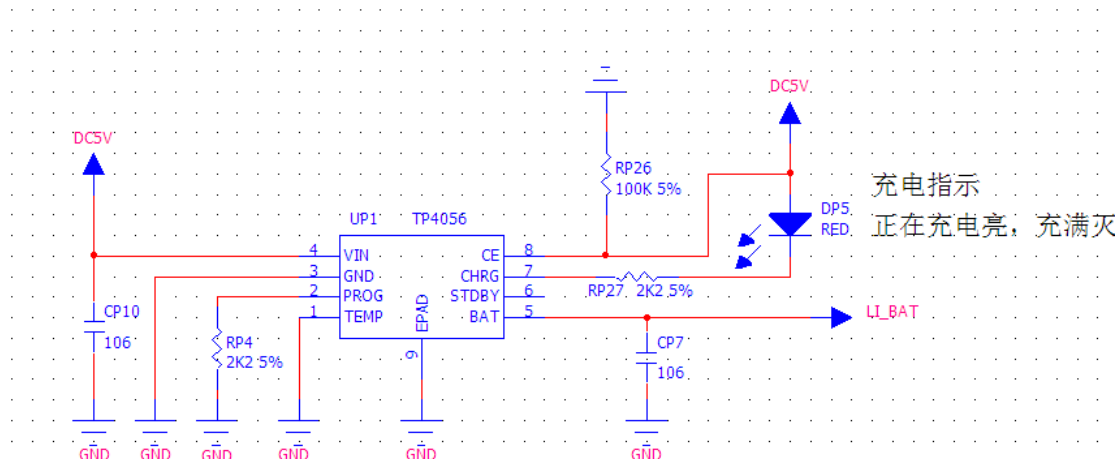 DC5V
DC5V
RP26
100K 5%
充电指示
正在充电亮，充满灭
DP5
RED
UP1 TP4056
4 VIN CE 8
3 GND CHRG 7
2 PROG STDBY 6
1 TEMP BAT 5
EPAD
9
RP27 2K2 5%
LI_BAT
CP10
106
RP4
2K2 5%
CP7
106
GND
GND
GND
GND
GND
GND